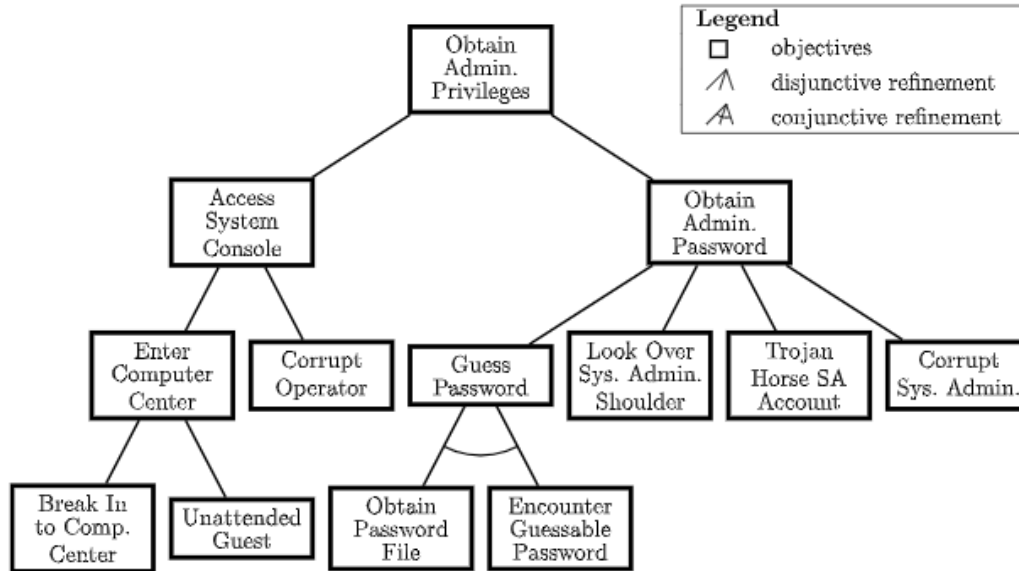 Legend
objectives
disjunctive refinement
conjunctive refinement
Obtain
Admin.
Privileges
Access
System
Console
Obtain
Admin.
Password
Enter
Computer
Center
Corrupt
Operator
Guess
Password
Look Over
Sys. Admin.
Shoulder
Trojan
Horse SA
Account
Corrupt
Sys. Admin.
Break In
to Comp.
Center
Unattended
Guest
Obtain
Password
File
Encounter
Guessable
Password